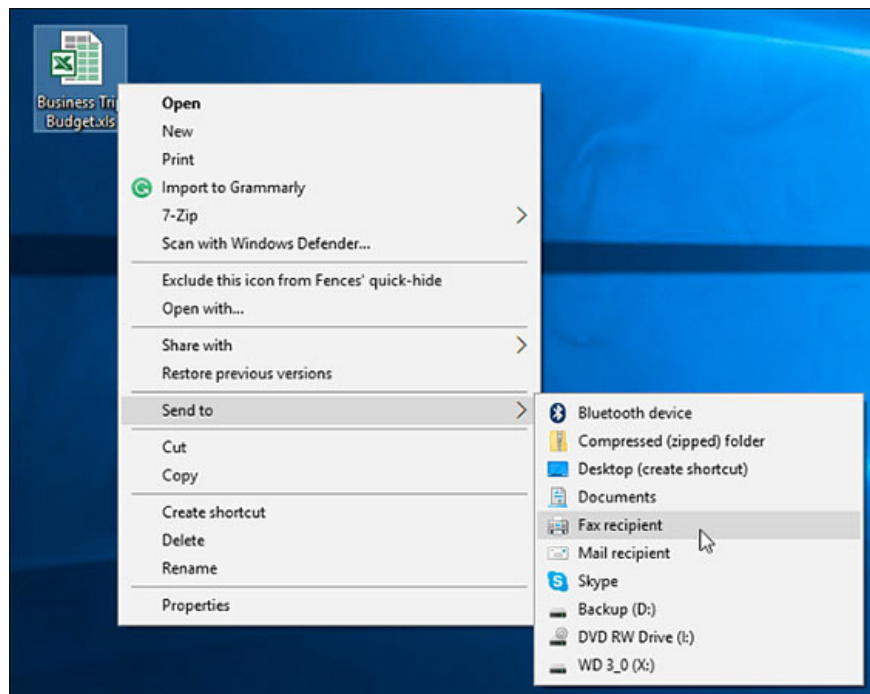 Business Tri
Budget.xls
Open
New
Print
Import to Grammarly
7-Zip
Scan with Windows Defender...
Exclude this icon from Fences' quick-hide
Open with...
Share with
Restore previous versions
Send to
Cut
Copy
Create shortcut
Delete
Rename
Properties
Bluetooth device
Compressed (zipped) folder
Desktop (create shortcut)
Documents
Fax recipient
Mail recipient
Skype
Backup (D:)
DVD RW Drive (I:)
WD 3_0 (X:)